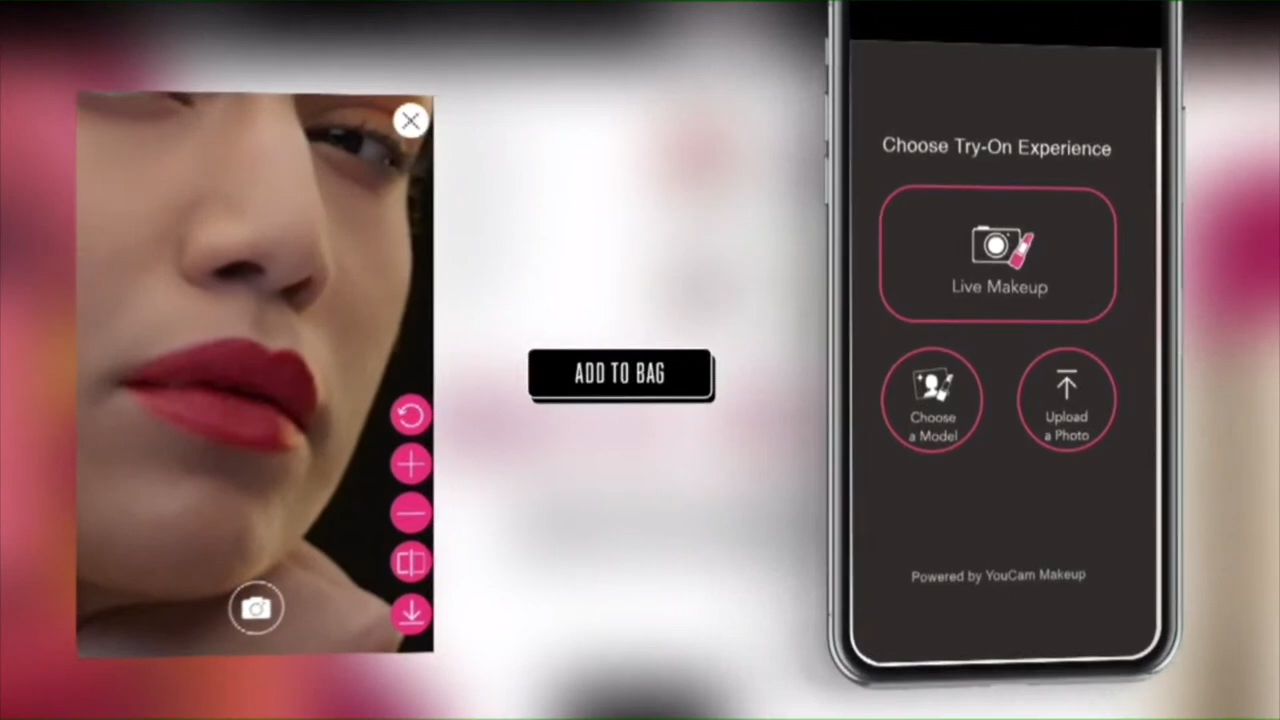 ADD TO BAG
Choose Try-On Experience
Live Makeup
Choose
a Model
Upload
a Photo
Powered by YouCam Makeup